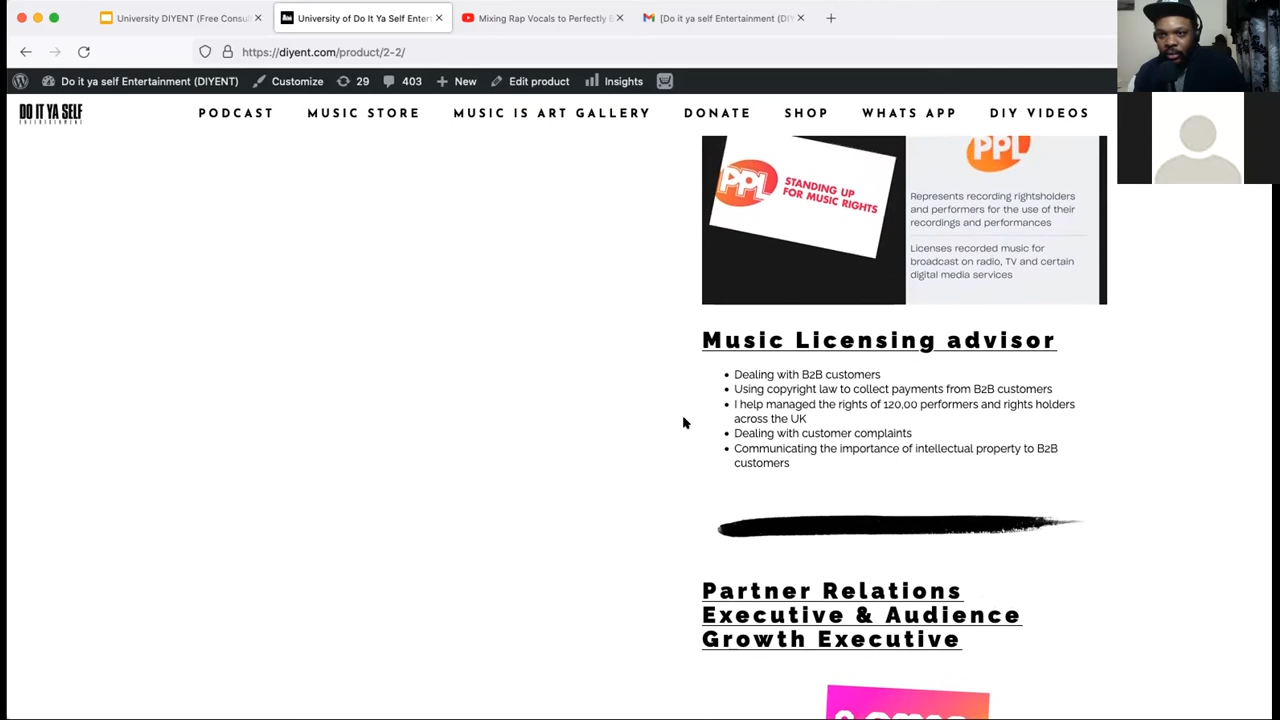 University DIYENT (Free Consul
University of Do It Ya Self Enter
Mixing Rap Vocals to Perfectly
[Do it ya self Entertainment (DIY
https://diyent.com/product/2-2/
Do it ya self Entertainment (DIYENT)
Customize
29
403
New
Edit product
Insights
DO IT YA SELF
ENTERTAINMENT
PODCAST
MUSIC STORE
MUSIC IS ART GALLERY
DONATE
SHOP
WHATS APP
DIY VIDEOS
PPL
STANDING UP
FOR MUSIC RIGHTS
PPL
Represents recording rightsholders
and performers for the use of their
recordings and performances
Licenses recorded music for
broadcast on radio, TV and certain
digital media services
Music Licensing advisor
Dealing with B2B customers
Using copyright law to collect payments from B2B customers
I help managed the rights of 120,00 performers and rights holders
across the UK
Dealing with customer complaints
Communicating the importance of intellectual property to B2B
customers
Partner Relations
Executive & Audience
Growth Executive